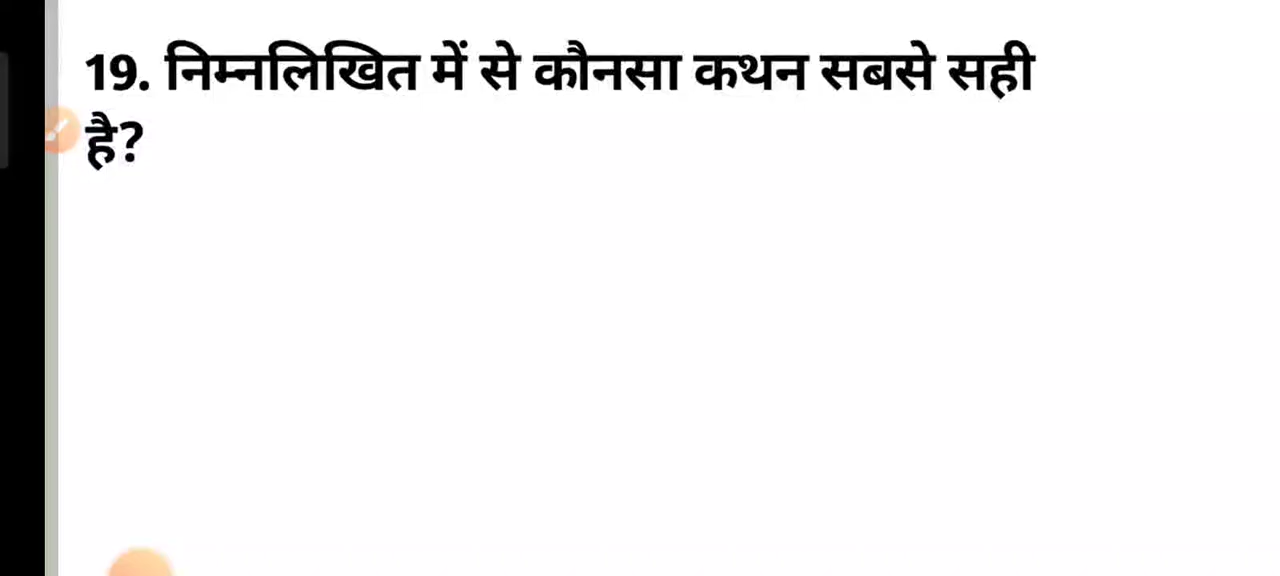 19. निम्नलिखित में से कौनसा कथन सबसे सही
है?